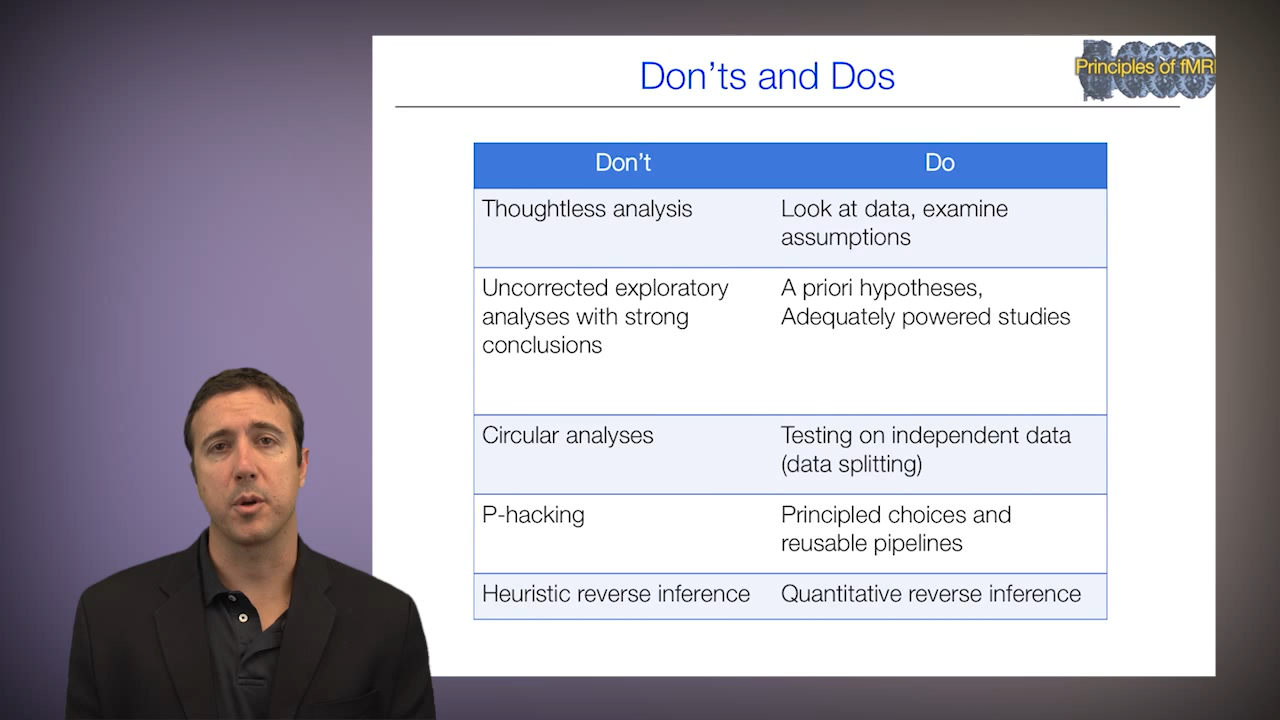 Principles of fMRI
Don'ts and Dos
Don't
Do
Thoughtless analysis
Look at data, examine
assumptions
Uncorrected exploratory
analyses with strong
conclusions
A priori hypotheses,
Adequately powered studies
Circular analyses
Testing on independent data
(data splitting)
P-hacking
Principled choices and
reusable pipelines
Heuristic reverse inference
Quantitative reverse inference